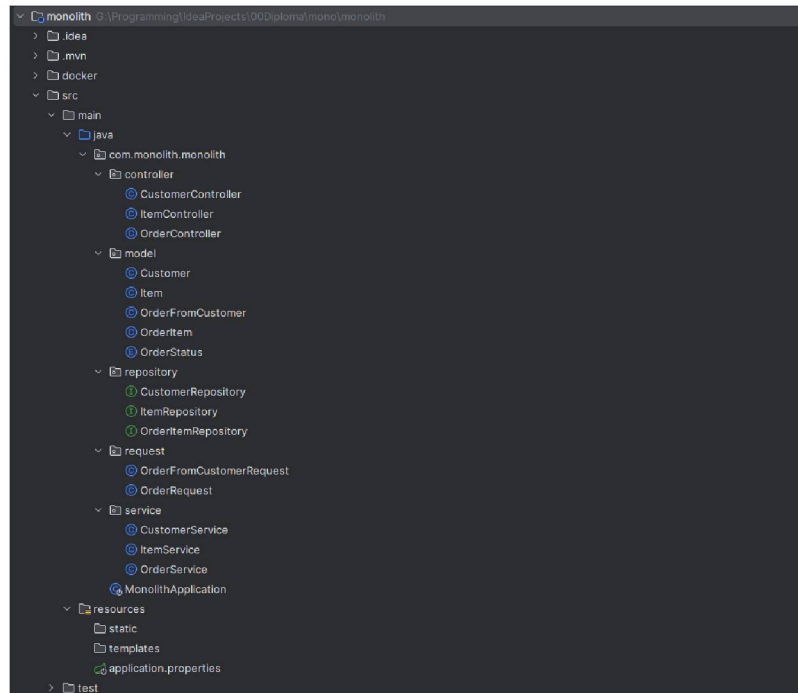 monolith G:\Programming\IdeaProjects\00Diploma\mono\monolith
.idea
.mvn
docker
src
main
java
com.monolith.monolith
controller
CustomerController
ItemController
OrderController
model
Customer
Item
OrderFromCustomer
OrderItem
OrderStatus
repository
CustomerRepository
ItemRepository
OrderItemRepository
request
OrderFromCustomerRequest
OrderRequest
service
CustomerService
ItemService
OrderService
MonolithApplication
resources
static
templates
application.properties
test